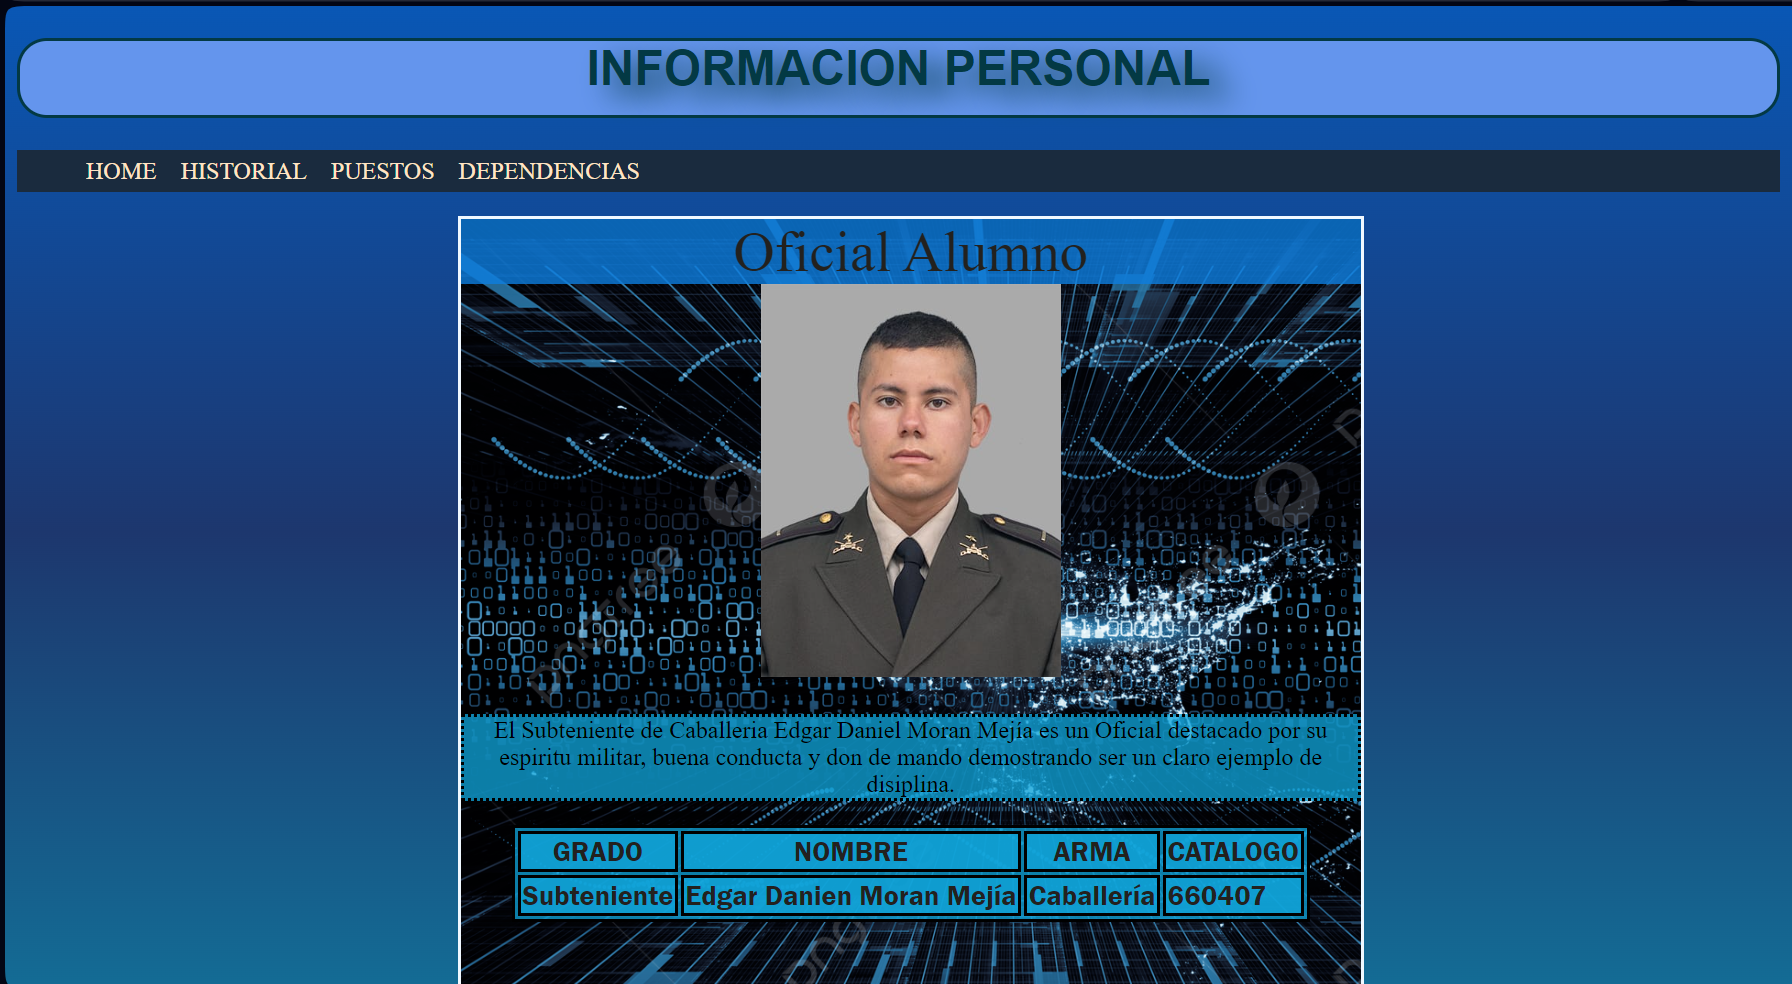 INFORMACION PERSONAL
HOME HISTORIAL PUESTOS DEPENDENCIAS
Oficial Alumno
El Subteniente de Caballeria Edgar Daniel Moran Mejía es un Oficial destacado por su
espiritu militar, buena conducta y don de mando demostrando ser un claro ejemplo de
disiplina.
GRADO NOMBRE ARMA CATALOGO
Subteniente Edgar Danien Moran Mejía Caballería 660407